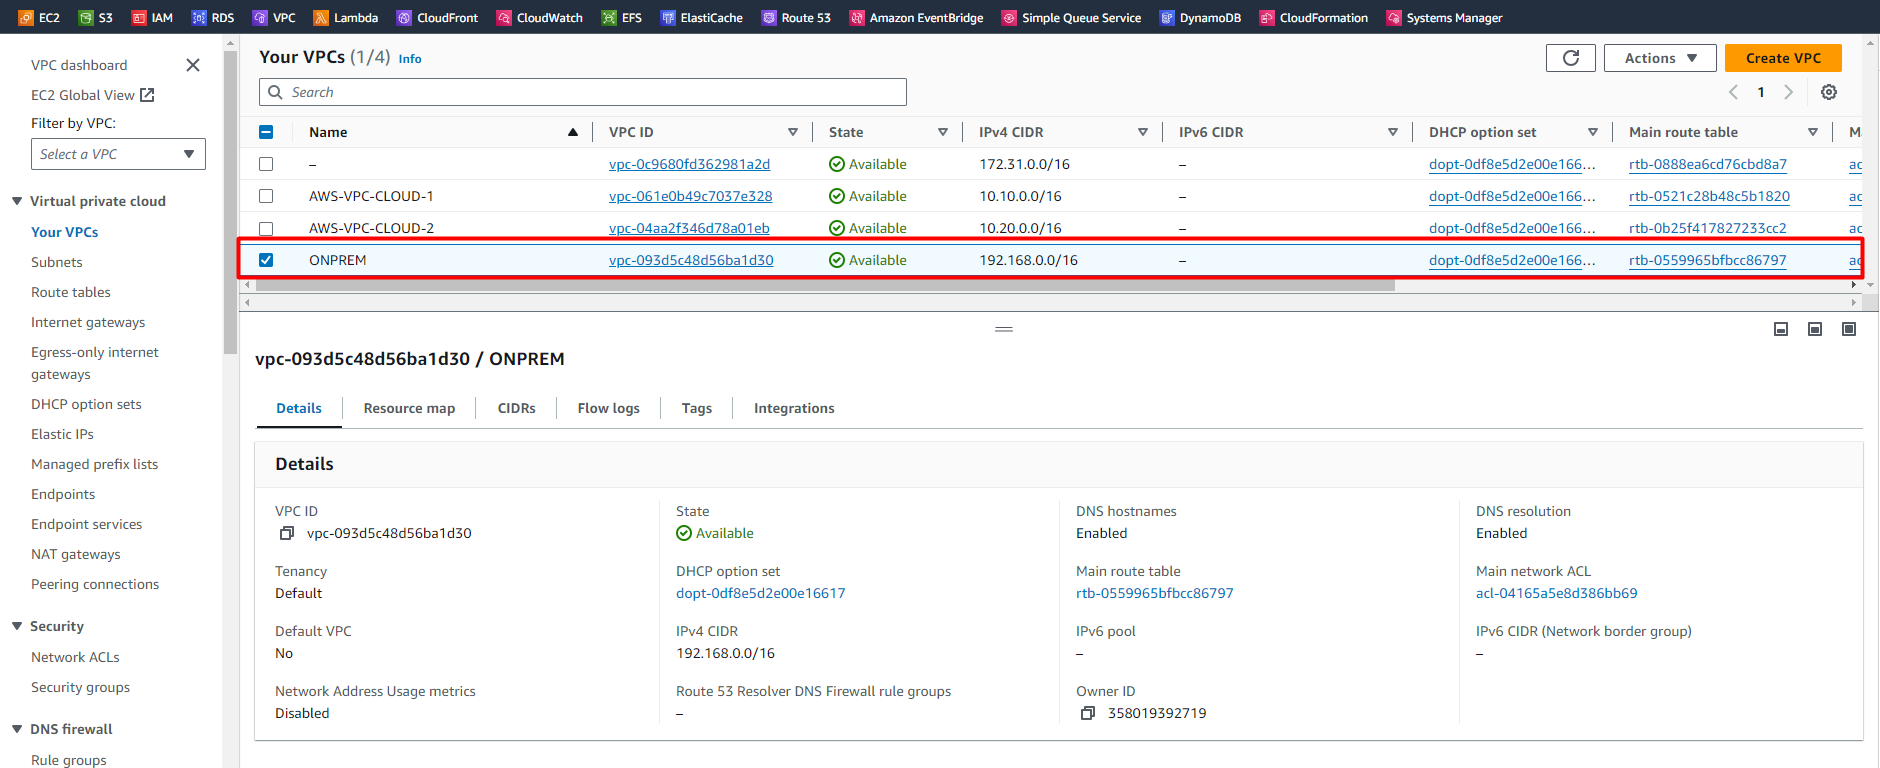 EC2 S3 IAM RDS VPC Lambda CloudFront CloudWatch EFS ElastiCache Route 53 Amazon EventBridge Simple Queue Service DynamoDB CloudFormation Systems Manager
VPC dashboard
EC2 Global View
Filter by VPC:
Select a VPC
Virtual private cloud
Your VPCs
Subnets
Route tables
Internet gateways
Egress-only internet
gateways
DHCP option sets
Elastic IPs
Managed prefix lists
Endpoints
Endpoint services
NAT gateways
Peering connections
Security
Network ACLs
Security groups
DNS firewall
Rule groups
Your VPCs (1/4) Info
Actions
Create VPC
Search
1
Name VPC ID State IPv4 CIDR IPv6 CIDR DHCP option set Main route table M
– vpc-0c9680fd362981a2d Available 172.31.0.0/16 – dopt-0df8e5d2e00e166... rtb-0888ea6cd76cbd8a7 ac
AWS-VPC-CLOUD-1 vpc-061e0b49c7037e328 Available 10.10.0.0/16 – dopt-0df8e5d2e00e166... rtb-0521c28b48c5b1820 ac
AWS-VPC-CLOUD-2 vpc-04aa2f346d78a01eb Available 10.20.0.0/16 – dopt-0df8e5d2e00e166... rtb-0b25f417827233cc2 ac
ONPREM vpc-093d5c48d56ba1d30 Available 192.168.0.0/16 – dopt-0df8e5d2e00e166... rtb-0559965bfbcc86797 ac
vpc-093d5c48d56ba1d30 / ONPREM
Details Resource map CIDRs Flow logs Tags Integrations
Details
VPC ID State DNS hostnames DNS resolution
vpc-093d5c48d56ba1d30 Available Enabled Enabled
Tenancy DHCP option set Main route table Main network ACL
Default dopt-0df8e5d2e00e16617 rtb-0559965bfbcc86797 acl-04165a5e8d386bb69
Default VPC IPv4 CIDR IPv6 pool IPv6 CIDR (Network border group)
No 192.168.0.0/16 – –
Network Address Usage metrics Route 53 Resolver DNS Firewall rule groups Owner ID
Disabled – 358019392719